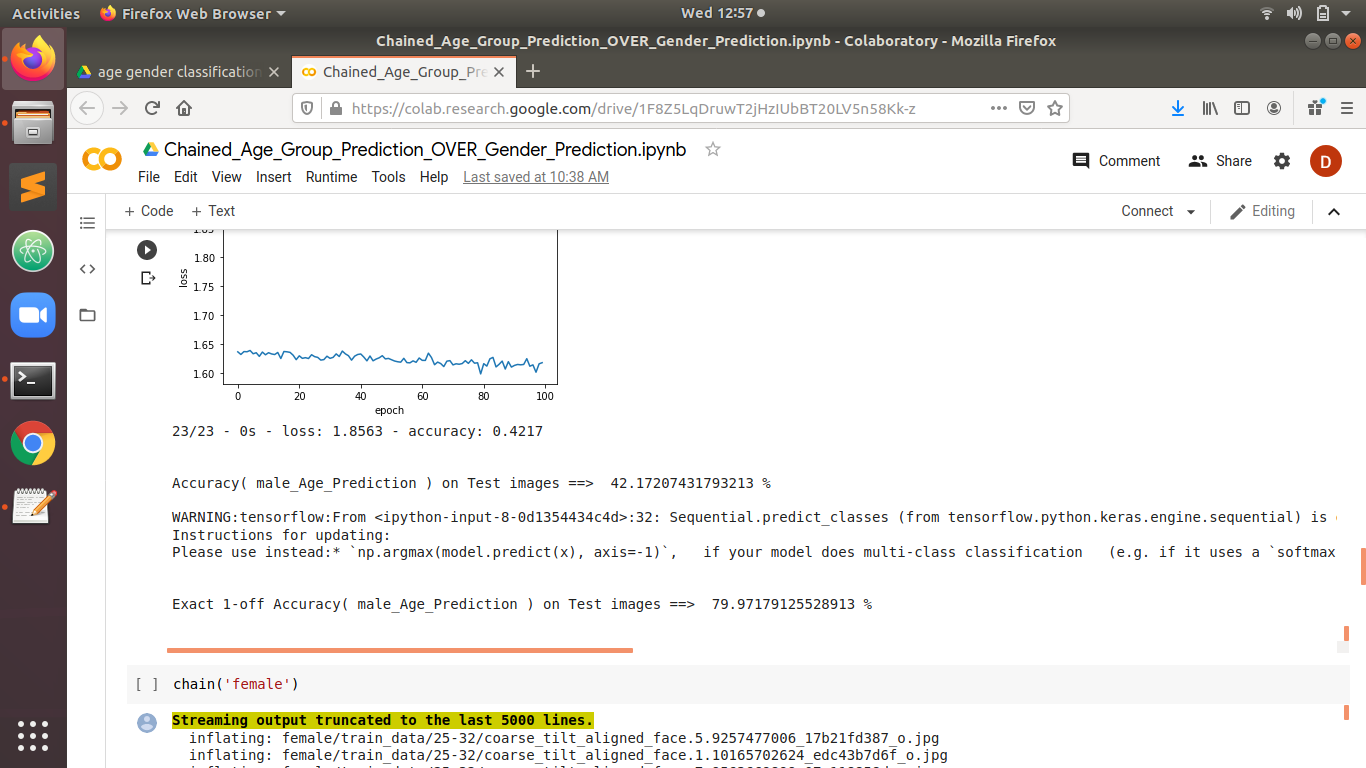 Activities Firefox Web Browser Wed 12:57
Chained_Age_Group_Prediction_OVER_Gender_Prediction.ipynb - Colaboratory - Mozilla Firefox
age gender classification Chained_Age_Group_Pre
https://colab.research.google.com/drive/1F8Z5LqDruwT2jHzIUbBT20LV5n58Kk-z
Chained_Age_Group_Prediction_OVER_Gender_Prediction.ipynb
Comment Share D
File Edit View Insert Runtime Tools Help Last saved at 10:38 AM
+ Code + Text Connect Editing
1.85
1.80
1.75
1.70
1.65
1.60
loss
0 20 40 60 80 100
epoch
23/23 - 0s - loss: 1.8563 - accuracy: 0.4217
Accuracy( male_Age_Prediction ) on Test images ==> 42.17207431793213 %
WARNING:tensorflow:From <ipython-input-8-0d1354434c4d>:32: Sequential.predict_classes (from tensorflow.python.keras.engine.sequential) is
Instructions for updating:
Please use instead:* `np.argmax(model.predict(x), axis=-1)`, if your model does multi-class classification (e.g. if it uses a `softmax
Exact 1-off Accuracy( male_Age_Prediction ) on Test images ==> 79.97179125528913 %
[ ] chain('female')
Streaming output truncated to the last 5000 lines.
inflating: female/train_data/25-32/coarse_tilt_aligned_face.5.9257477006_17b21fd387_o.jpg
inflating: female/train_data/25-32/coarse_tilt_aligned_face.1.10165702624_edc43b7d6f_o.jpg